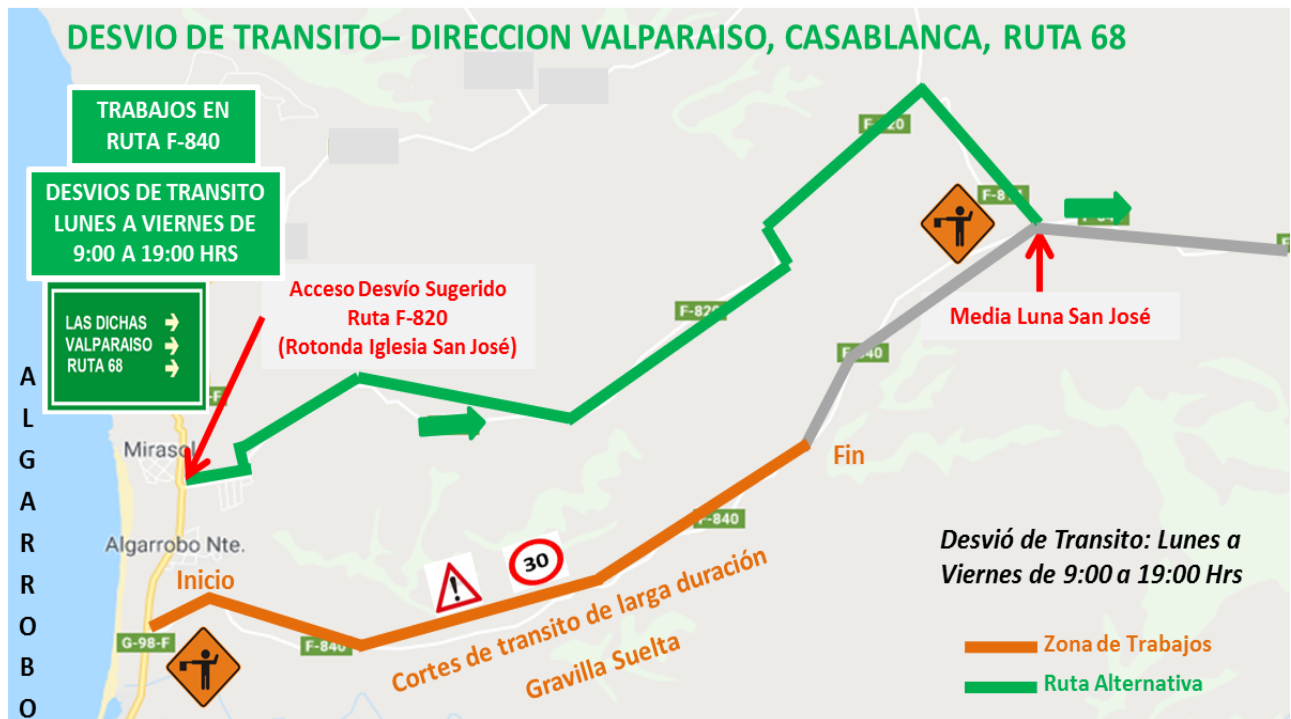 DESVIO DE TRANSITO– DIRECCION VALPARAISO, CASABLANCA, RUTA 68
TRABAJOS EN
RUTA F-840
DESVIOS DE TRANSITO
LUNES A VIERNES DE
9:00 A 19:00 HRS
LAS DICHAS
VALPARAISO
RUTA 68
Acceso Desvío Sugerido
Ruta F-820
(Rotonda Iglesia San José)
Media Luna San José
F-840
Mirasol
Algarrobo Nte.
Inicio
Fin
F-840
30
G-98-F
F-840
Cortes de transito de larga duración
Gravilla Suelta
Desvió de Transito: Lunes a
Viernes de 9:00 a 19:00 Hrs
Zona de Trabajos
Ruta Alternativa
ALGARROBO